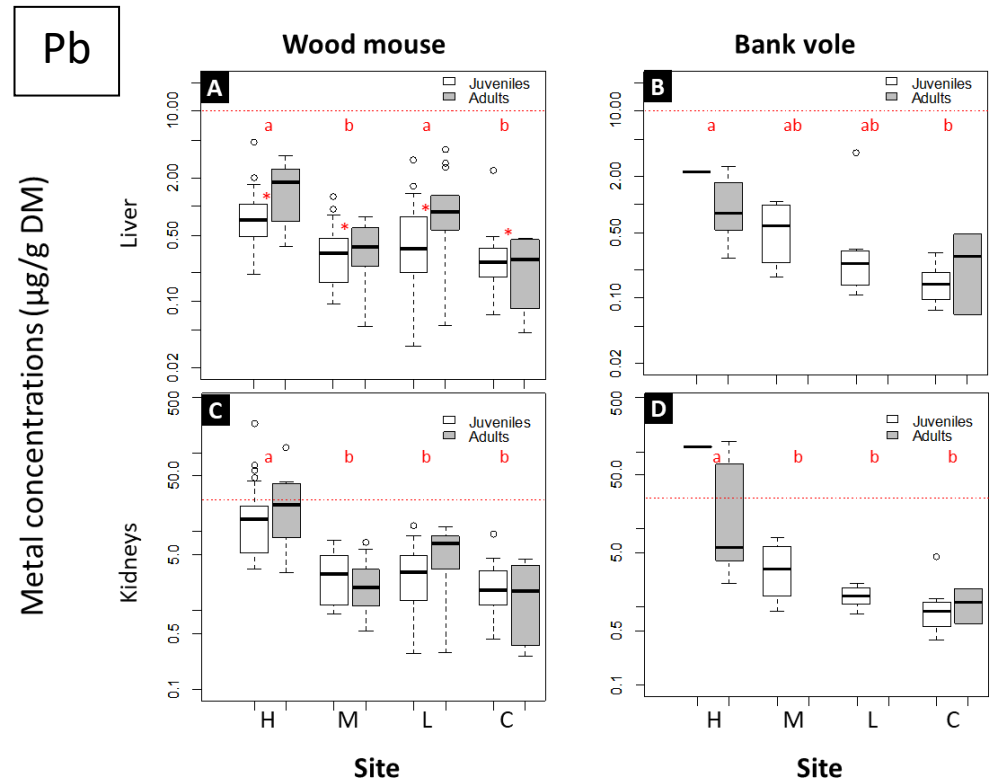 Pb
Wood mouse
Bank vole
Metal concentrations (µg/g DM)
Liver
Kidneys
A
Juveniles
Adults
10.00
2.00
0.50
0.10
0.02
a
b
a
b
*
*
*
*
B
Juveniles
Adults
10.00
2.00
0.50
0.10
0.02
a
ab
ab
b
C
Juveniles
Adults
500
50.0
5.0
0.5
0.1
a
b
b
b
H
M
L
C
Site
D
Juveniles
Adults
500
50.0
5.0
0.5
0.1
a
b
b
b
H
M
L
C
Site